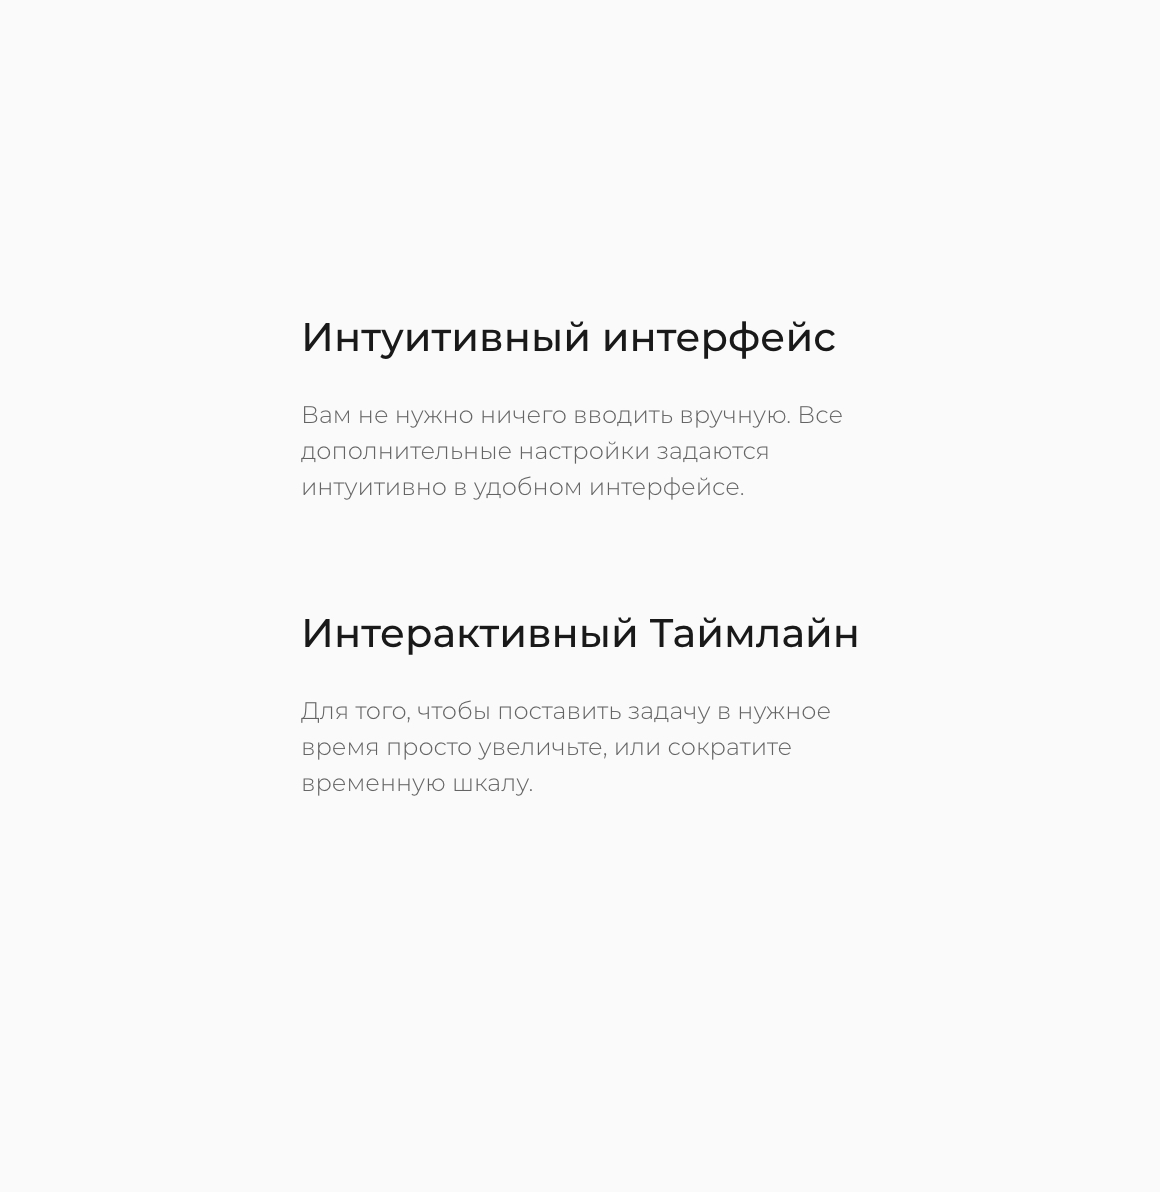 Интуитивный интерфейс
Вам не нужно ничего вводить вручную. Все
дополнительные настройки задаются
интуитивно в удобном интерфейсе.
Интерактивный Таймлайн
Для того, чтобы поставить задачу в нужное
время просто увеличьте, или сократите
временную шкалу.